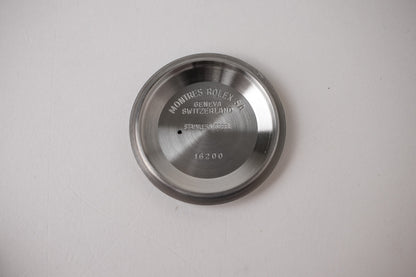 MONTRES ROLEX S.A
GENEVA
SWITZERLAND
STAINLESS STEEL
16200